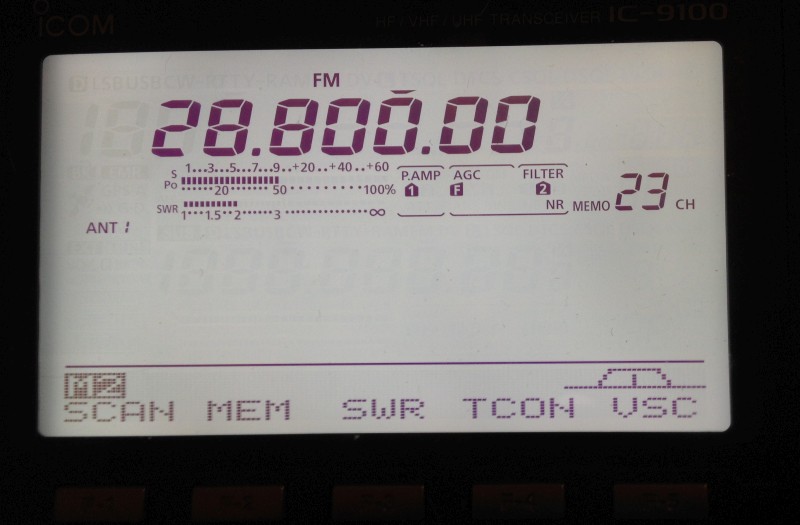 ICOM HF/VHF/UHF TRANSCEIVER IC-9100
FM
28.800.00
S 1...3...5...7...9..+20..+40..+60
Po 20 50 100%
SWR 1 1.5 2 3 ∞
P.AMP AGC FILTER
1 F 2
NR
MEMO 23 CH
ANT 1
M2
SCAN MEM SWR TCON VSC